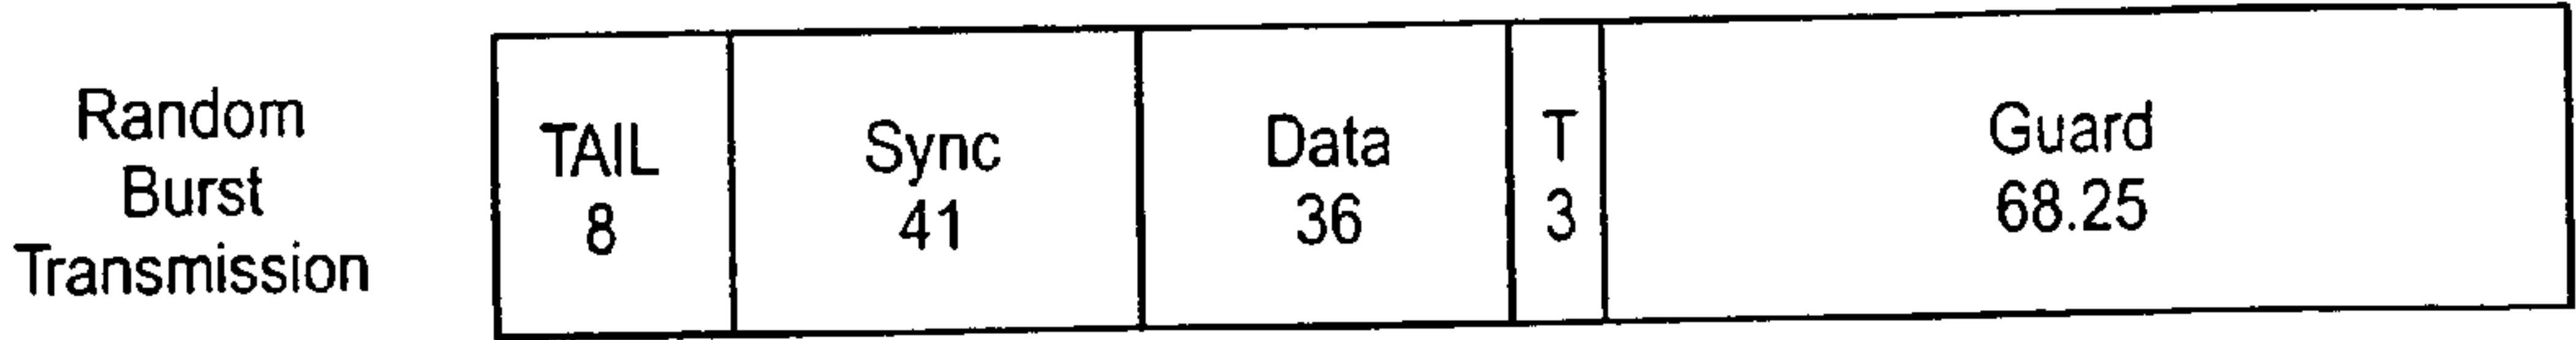 Random
Burst
Transmission
TAIL
8
Sync
41
Data
36
T
3
Guard
68.25